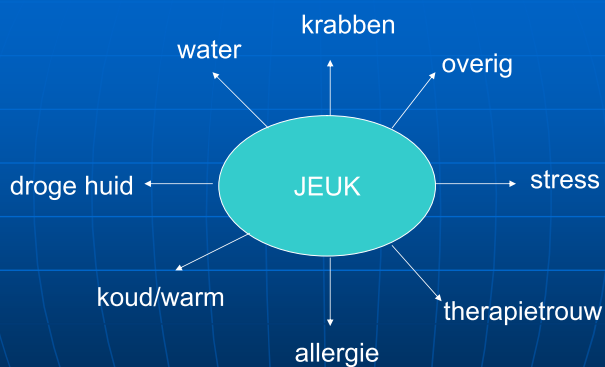 krabben
water
overig
droge huid
JEUK
stress
koud/warm
therapietrouw
allergie